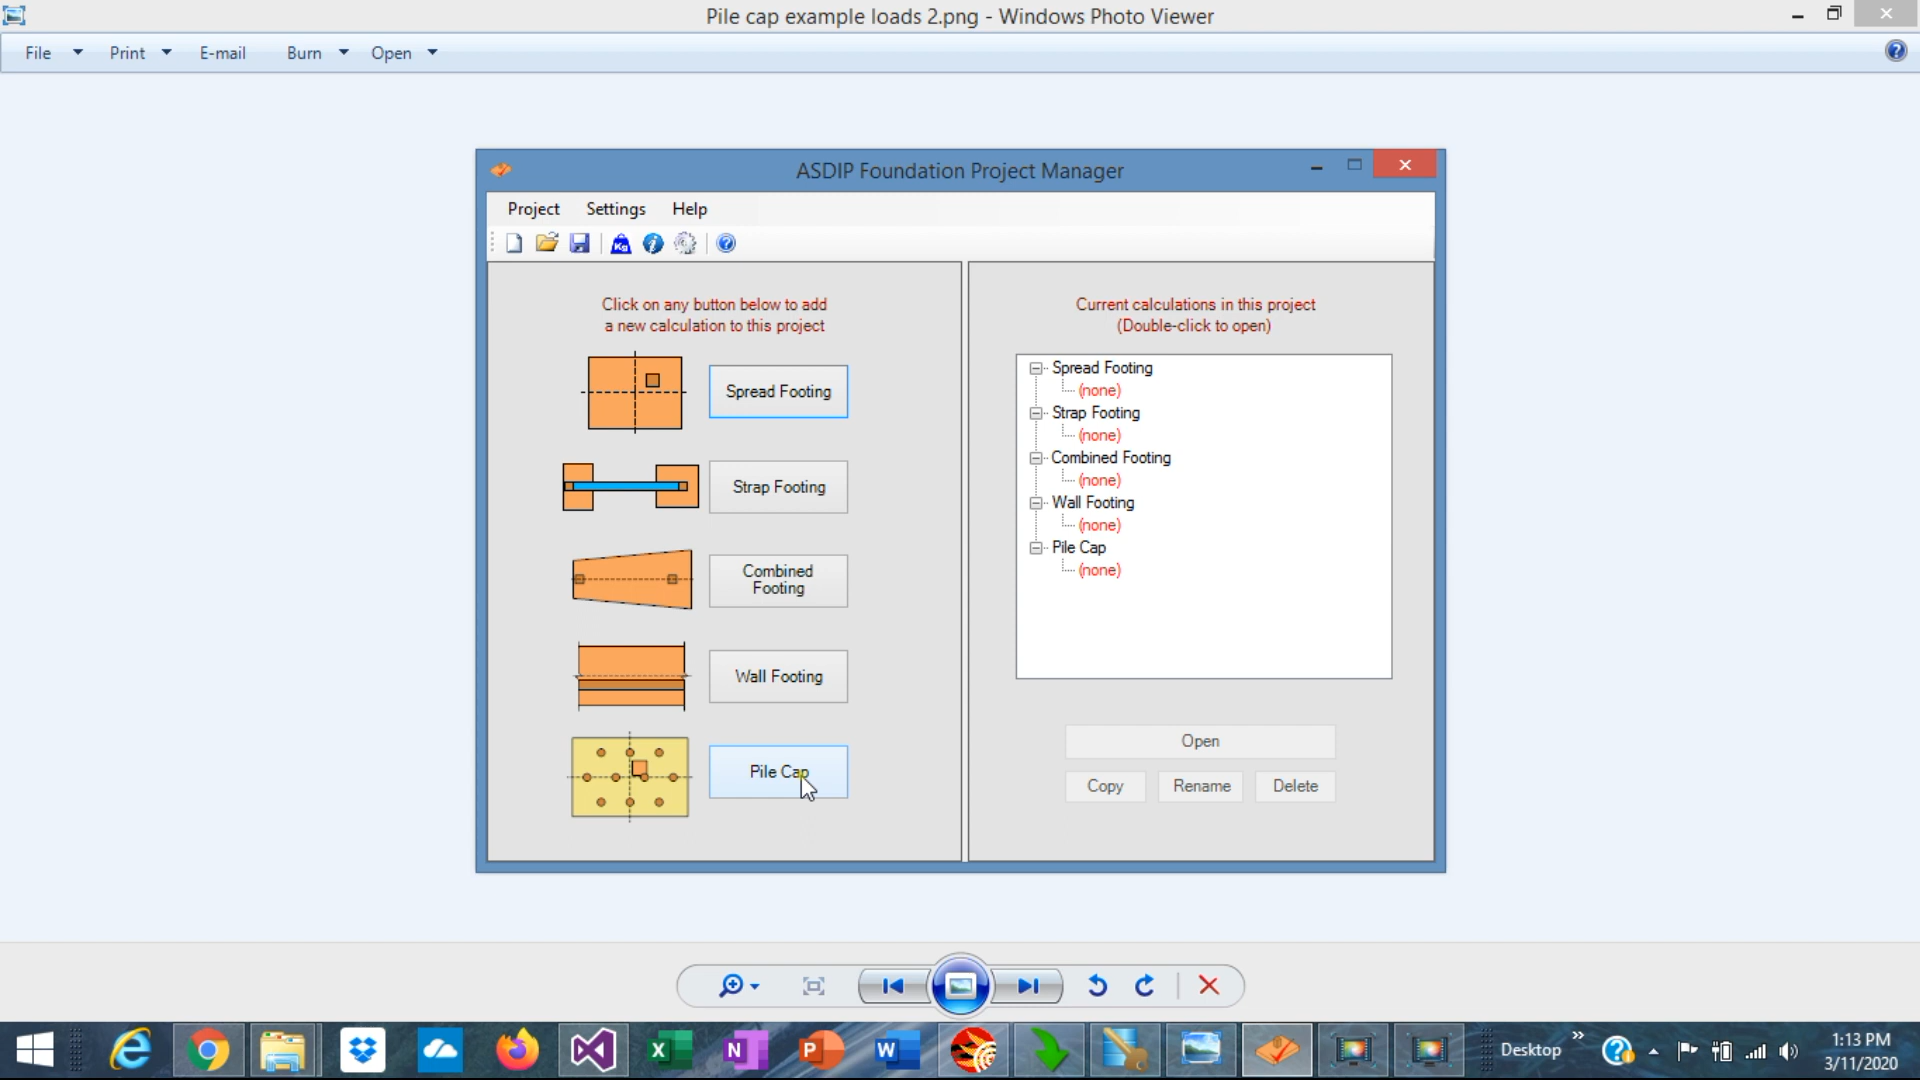 Pile cap example loads 2.png - Windows Photo Viewer
File Print E-mail Burn Open
ASDIP Foundation Project Manager
Project Settings Help
Kg
Click on any button below to add
a new calculation to this project
Spread Footing
Strap Footing
Combined
Footing
Wall Footing
Pile Cap
Current calculations in this project
(Double-click to open)
Spread Footing
(none)
Strap Footing
(none)
Combined Footing
(none)
Wall Footing
(none)
Pile Cap
(none)
Open
Copy Rename Delete
Desktop
1:13 PM
3/11/2020